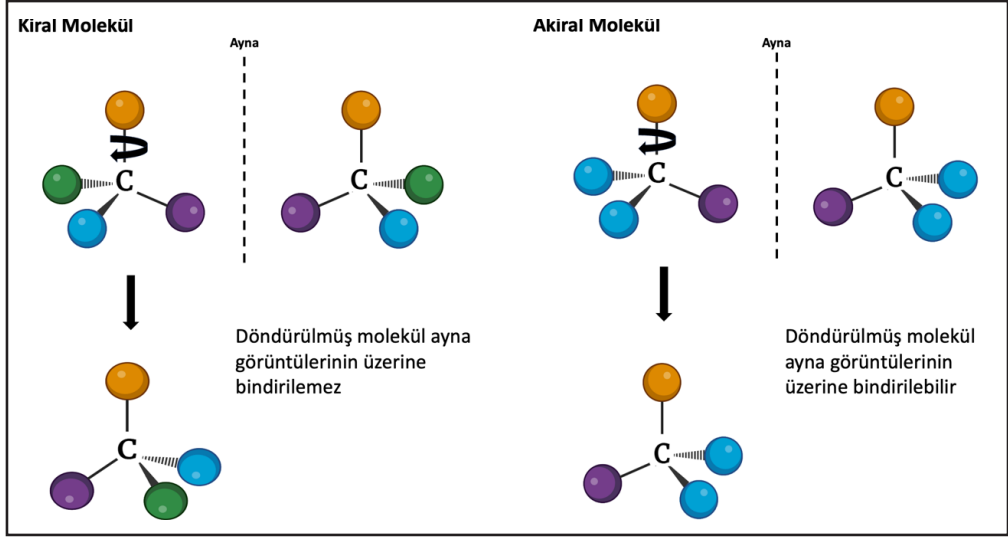 Kiral Molekül
Ayna
C
C
C
Döndürülmüş molekül ayna
görüntülerinin üzerine
bindirilemez
Akiral Molekül
Ayna
C
C
C
Döndürülmüş molekül
ayna görüntülerinin
üzerine bindirilebilir